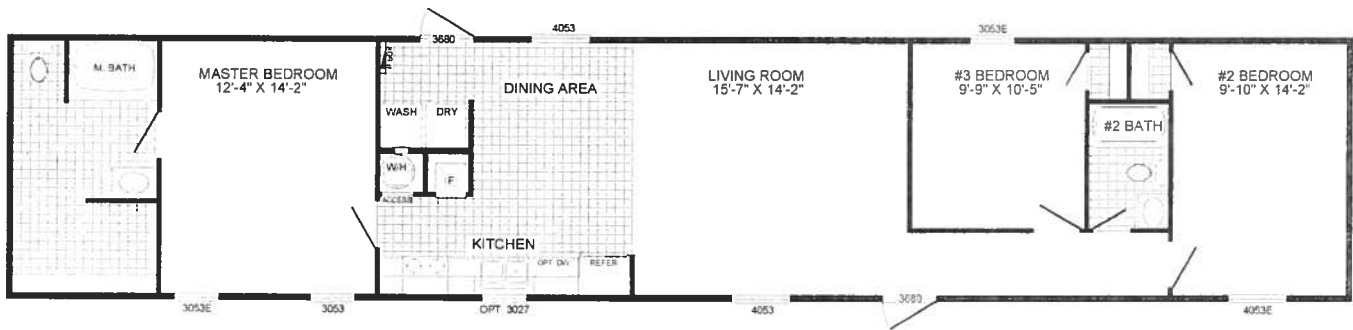 4053
3053E
3680
M. BATH
MASTER BEDROOM
12'-4" X 14'-2"
DINING AREA
LIVING ROOM
15'-7" X 14'-2"
#3 BEDROOM
9'-9" X 10'-5"
#2 BEDROOM
9'-10" X 14'-2"
WASH
DRY
#2 BATH
W/H
F
ACCESS
KITCHEN
OPT. D/W
REFER
3053E
3053
OPT 3027
4053
3680
4053E